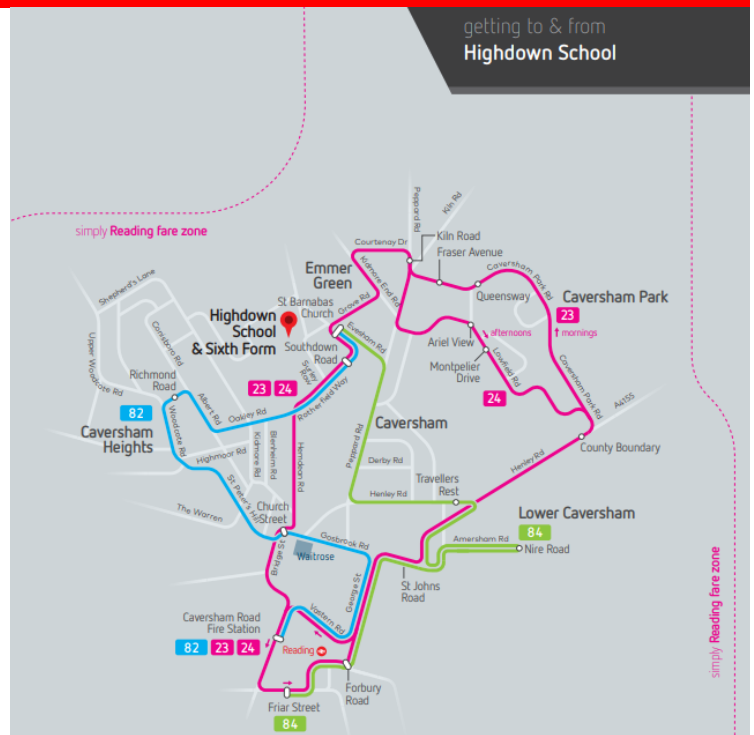 getting to & from
Highdown School
simply Reading fare zone
Peppard Rd
Kiln Rd
Courtenay Dr
Kiln Road
Fraser Avenue
Emmer
Green
Kidmore End Rd
Caversham Park Rd
Queensway
Caversham Park
23
mornings
Shepherd's Lane
St Barnabas
Church
Grove Rd
Highdown
School
& Sixth Form
Evesham Rd
Southdown
Road
Ariel View
afternoons
Montpelier
Drive
Lowfield Rd
24
Caversham Park Rd
A4155
Upper Woodcote Rd
Conisboro Rd
Richmond
Road
Surley Row
Rotherfield Way
23 24
82
Albert Rd
Oakley Rd
Caversham
Heights
Woodcote Rd
Highmoor Rd
Kidmore Rd
Blenheim Rd
Hemdean Rd
Peppard Rd
Caversham
Derby Rd
Henley Rd
Travellers
Rest
Henley Rd
County Boundary
The Warren
St Peter's Hill
Church
Street
Gosbrook Rd
Waitrose
Bridge St
Lower Caversham
84
Amersham Rd
Nire Road
George St
St Johns
Road
Caversham Road
Fire Station
Vastern Rd
82 23 24
Reading
Forbury
Road
Friar Street
84
simply Reading fare zone